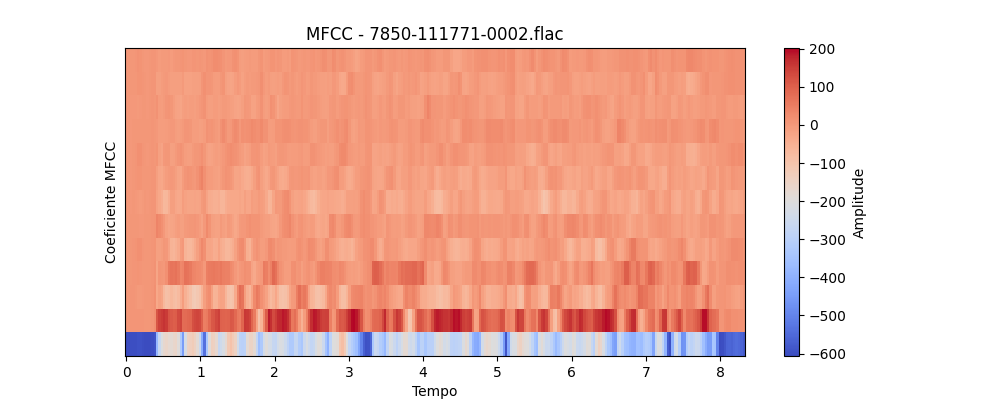 MFCC - 7850-111771-0002.flac
Coeficiente MFCC
0 1 2 3 4 5 6 7 8
Tempo
200
100
0
−100
−200
−300
−400
−500
−600
Amplitude